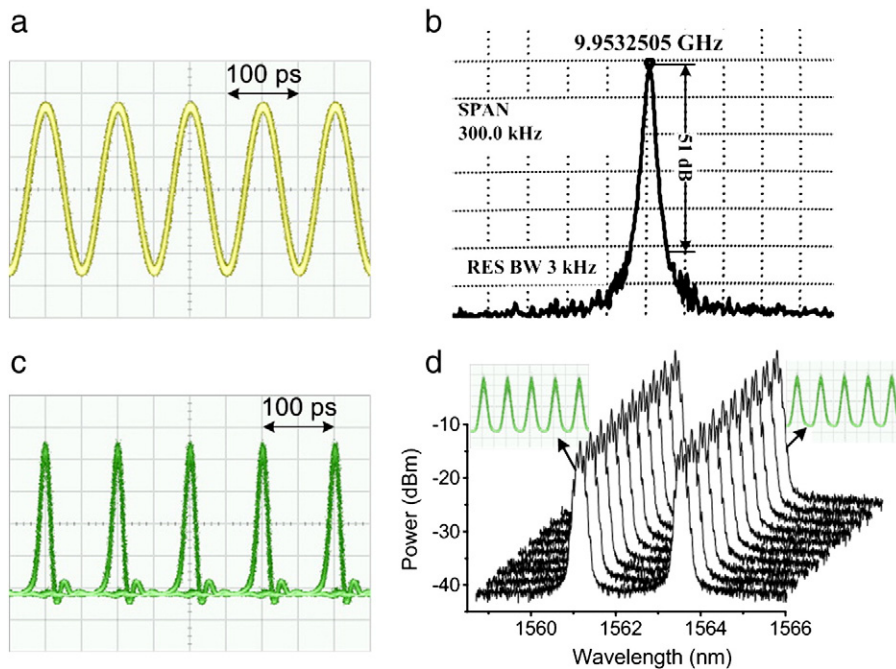 a
100 ps
b
9.9532505 GHz
SPAN
300.0 kHz
51 dB
RES BW 3 kHz
c
100 ps
d
-10
-20
-30
-40
Power (dBm)
1560
1562
1564
1566
Wavelength (nm)